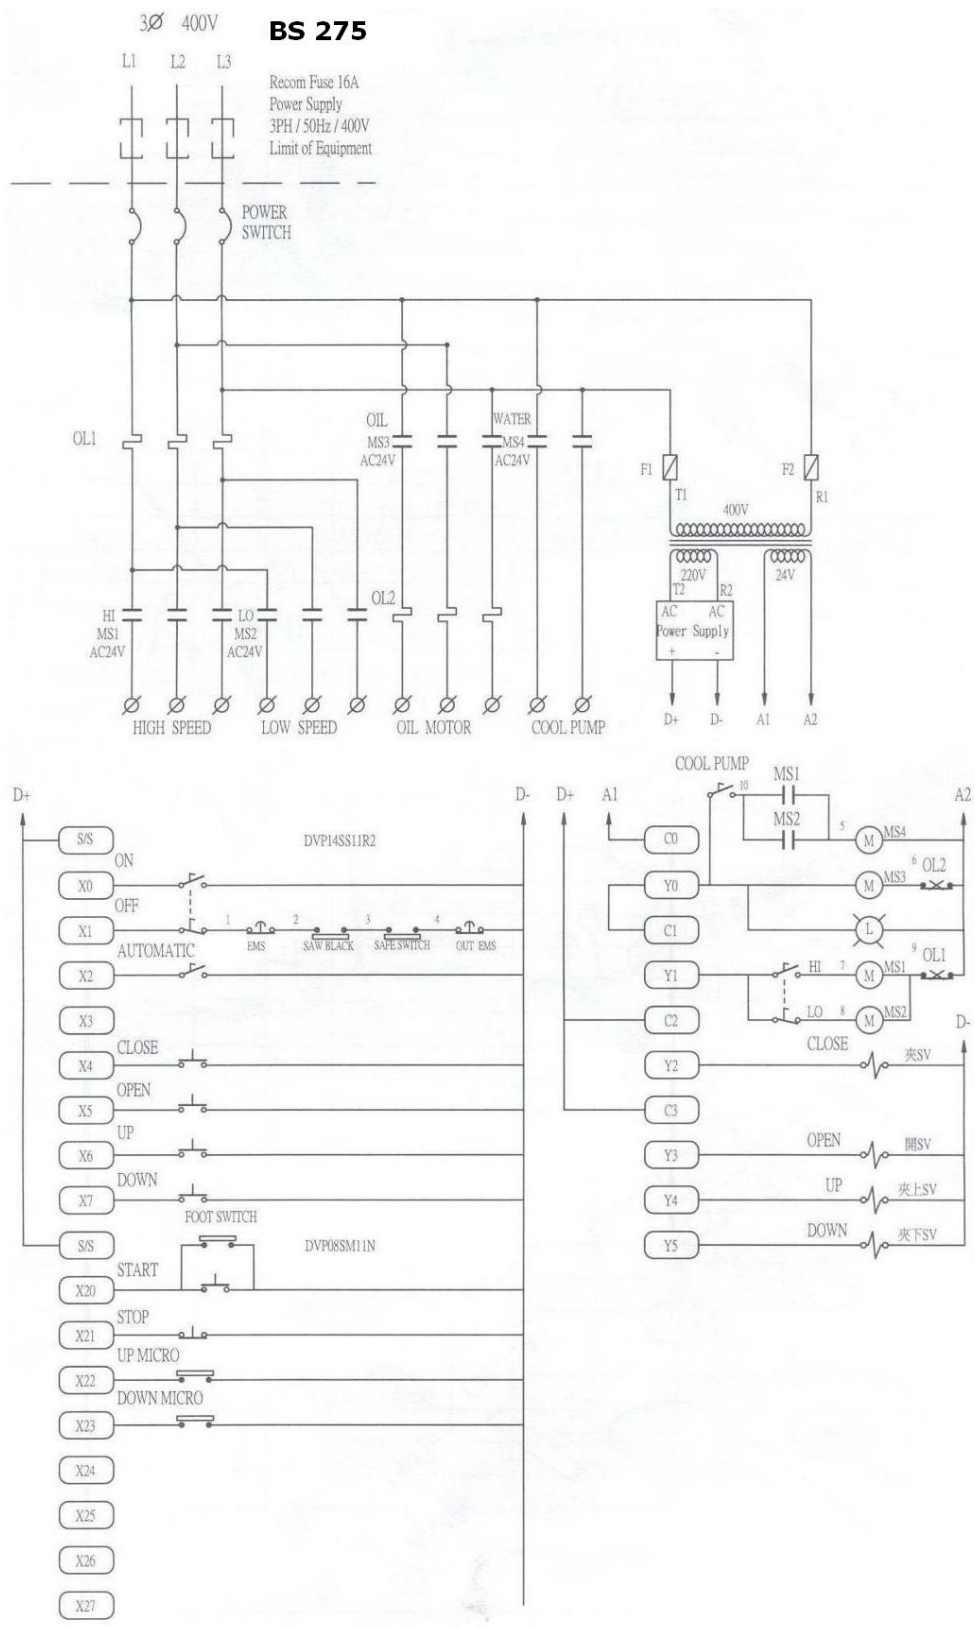 3Ø 400V
BS 275
L1 L2 L3
Recom Fuse 16A
Power Supply
3PH / 50Hz / 400V
Limit of Equipment
POWER
SWITCH
OL1
OIL
MS3
AC24V
WATER
MS4
AC24V
F1
T1
F2
R1
400V
220V
24V
T2
R2
AC AC
Power Supply
+ -
HI
MS1
AC24V
LO
MS2
AC24V
OL2
HIGH SPEED
LOW SPEED
OIL MOTOR
COOL PUMP
D+ D- A1 A2
D+
D-
S/S
DVP14SS11R2
ON
X0
OFF
X1
1
EMS
2
SAW BLACK
3
SAFE SWITCH
4
OUT EMS
AUTOMATIC
X2
X3
CLOSE
X4
OPEN
X5
UP
X6
DOWN
X7
FOOT SWITCH
S/S
DVP08SM11N
START
X20
STOP
X21
UP MICRO
X22
DOWN MICRO
X23
X24
X25
X26
X27
D+
A1
A2
COOL PUMP
10
MS1
MS2
C0
5
M
MS4
Y0
M
MS3
6
OL2
C1
L
Y1
HI
7
M
MS1
9
OL1
LO
8
M
MS2
C2
D-
CLOSE
Y2
夾SV
C3
OPEN
Y3
開SV
UP
Y4
夾上SV
DOWN
Y5
夾下SV